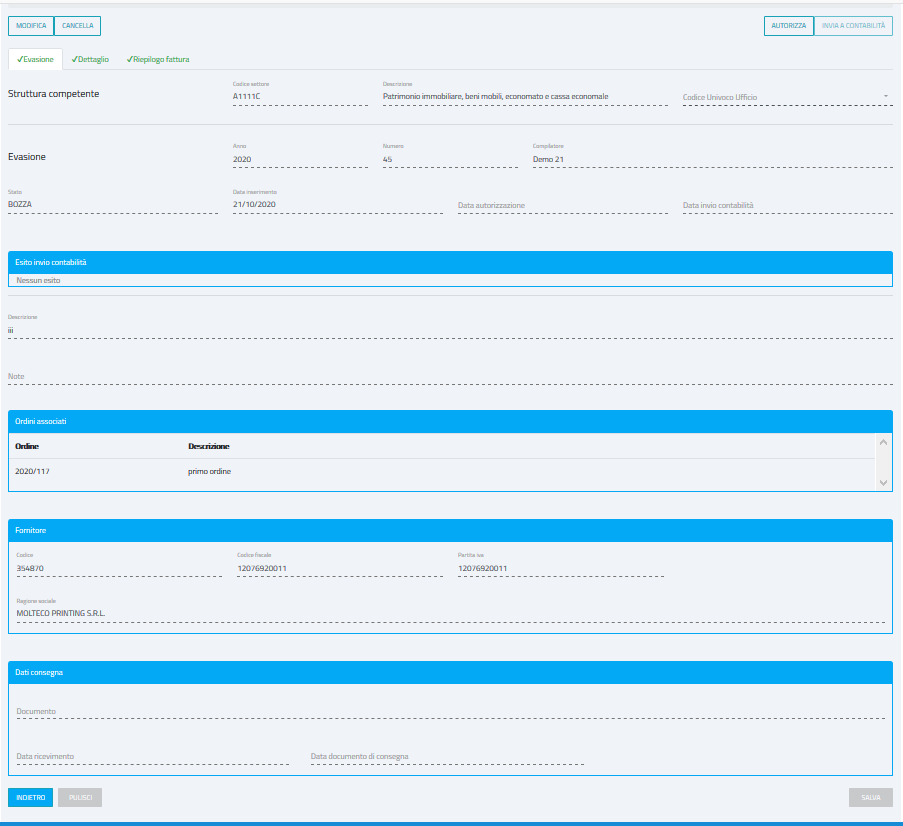 MODIFICA CANCELLA AUTORIZZA INVIA A CONTABILITÀ
✓Evasione ✓Dettaglio ✓Riepilogo fattura
Struttura competente
Codice settore
A1111C
Descrizione
Patrimonio immobiliare, beni mobili, economato e cassa economale
Codice Univoco Ufficio
Evasione
Anno
2020
Numero
45
Compilatore
Demo 21
Stato
BOZZA
Data inserimento
21/10/2020
Data autorizzazione
Data invio contabilità
Esito invio contabilità
Nessun esito
Descrizione
iii
Note
Ordini associati
Ordine Descrizione
2020/117 primo ordine
Fornitore
Codice
354870
Codice fiscale
12076920011
Partita iva
12076920011
Ragione sociale
MOLTECO PRINTING S.R.L.
Dati consegna
Documento
Data ricevimento Data documento di consegna
INDIETRO PULISCI SALVA